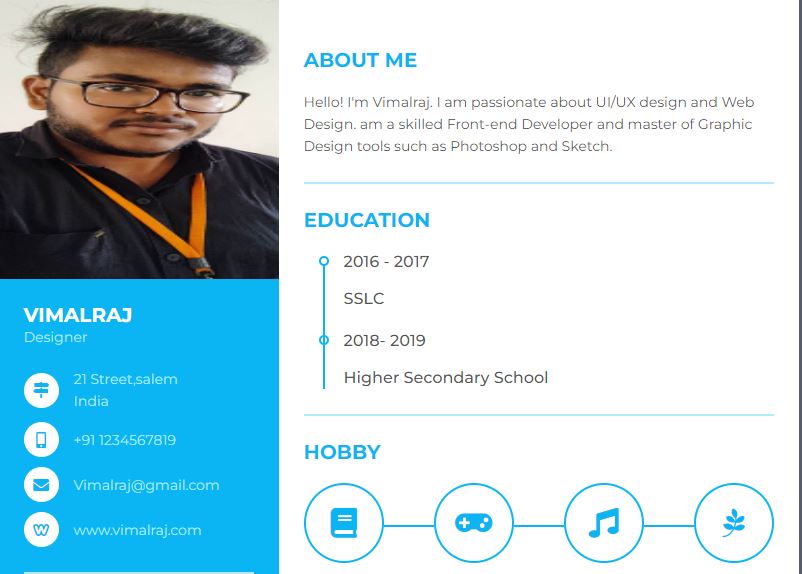 VIMALRAJ
Designer
21 Street,salem
India
+91 1234567819
Vimalraj@gmail.com
www.vimalraj.com
ABOUT ME
Hello! I'm Vimalraj. I am passionate about UI/UX design and Web
Design. am a skilled Front-end Developer and master of Graphic
Design tools such as Photoshop and Sketch.
EDUCATION
2016 - 2017
SSLC
2018- 2019
Higher Secondary School
HOBBY